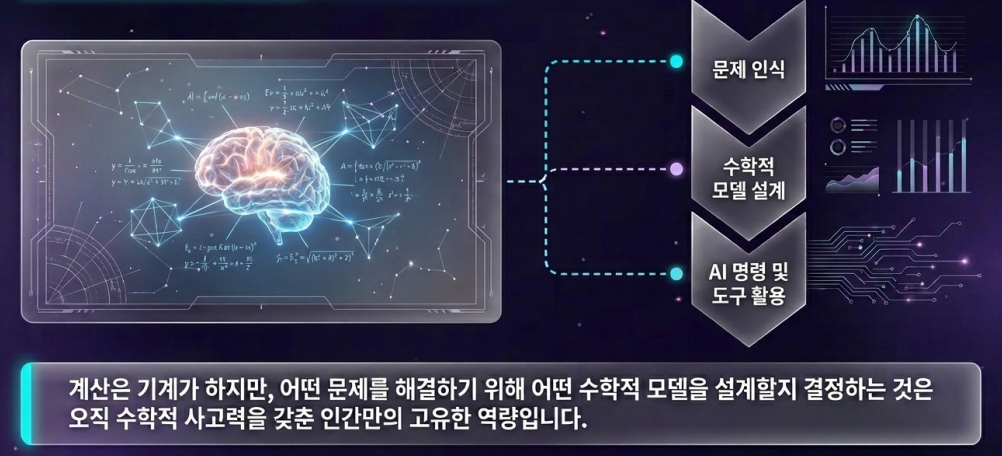 문제 인식
수학적
모델 설계
AI 명령 및
도구 활용
계산은 기계가 하지만, 어떤 문제를 해결하기 위해 어떤 수학적 모델을 설계할지 결정하는 것은
오직 수학적 사고력을 갖춘 인간만의 고유한 역량입니다.